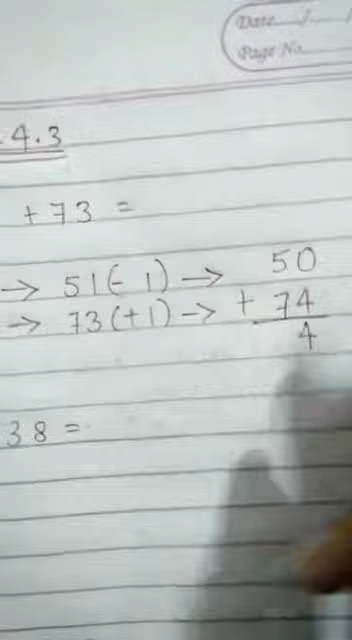 Date / /
Page No.
4.3
+73 =
→ 51(-1) → 50
→ 73(+1) → + 74
4
38 =